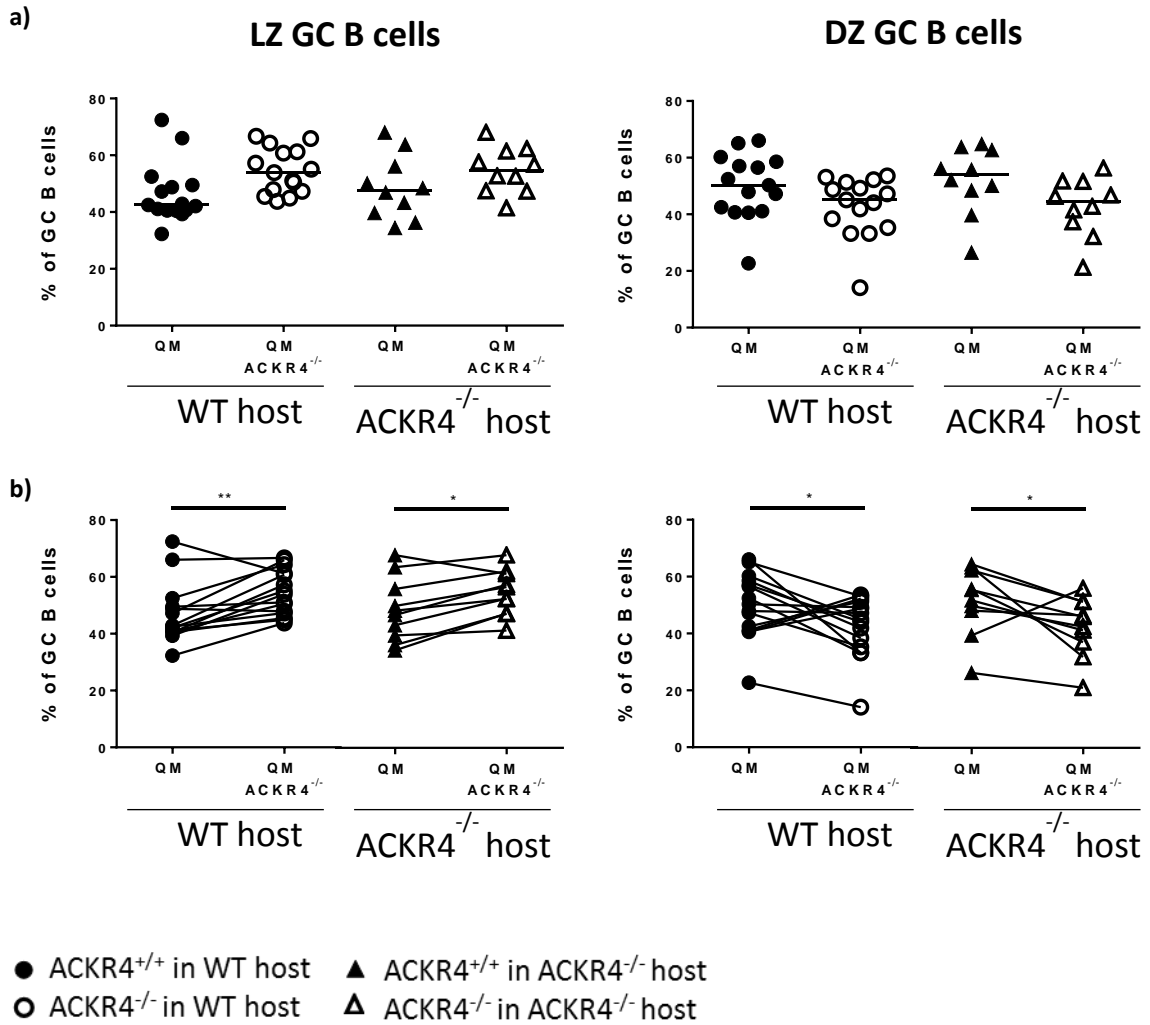 a)
LZ GC B cells
DZ GC B cells
% of GC B cells
80
60
40
20
0
QM
QM
ACKR4-/-
QM
QM
ACKR4-/-
WT host
ACKR4-/- host
% of GC B cells
80
60
40
20
0
QM
QM
ACKR4-/-
QM
QM
ACKR4-/-
WT host
ACKR4-/- host
b)
**
*
% of GC B cells
80
60
40
20
0
QM
QM
ACKR4-/-
QM
QM
ACKR4-/-
WT host
ACKR4-/- host
*
*
% of GC B cells
80
60
40
20
0
QM
QM
ACKR4-/-
QM
QM
ACKR4-/-
WT host
ACKR4-/- host
ACKR4+/+ in WT host
ACKR4-/- in WT host
ACKR4+/+ in ACKR4-/- host
ACKR4-/- in ACKR4-/- host